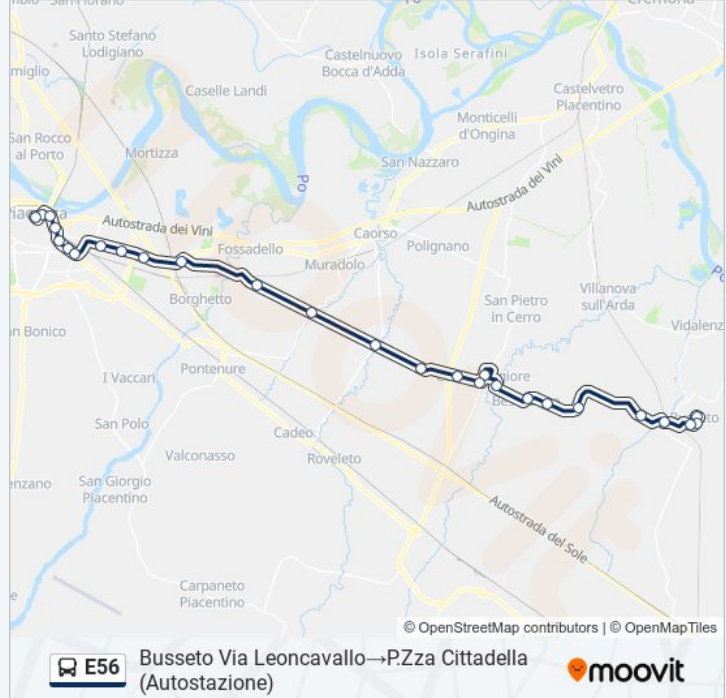 Santo Stefano
Lodigiano
Castelnuovo
Bocca d'Adda
Isola Serafini
Po
Caselle Landi
Castelvetro
Piacentino
Monticelli
d'Ongina
San Rocco
al Porto
Mortizza
San Nazzaro
Po
Autostrada dei Vini
Autostrada dei Vini
Caorso
Fossadello
Polignano
Muradolo
Borghetto
San Pietro
in Cerro
Villanova
sull'Arda
Po
Pontenure
I Vaccari
San Polo
Cadeo
Valconasso
Roveleto
San Giorgio
Piacentino
Autostrada del Sole
Carpaneto
Piacentino
© OpenStreetMap contributors | © OpenMapTiles
E56 Busseto Via Leoncavallo→P.Zza Cittadella
(Autostazione)
moovit